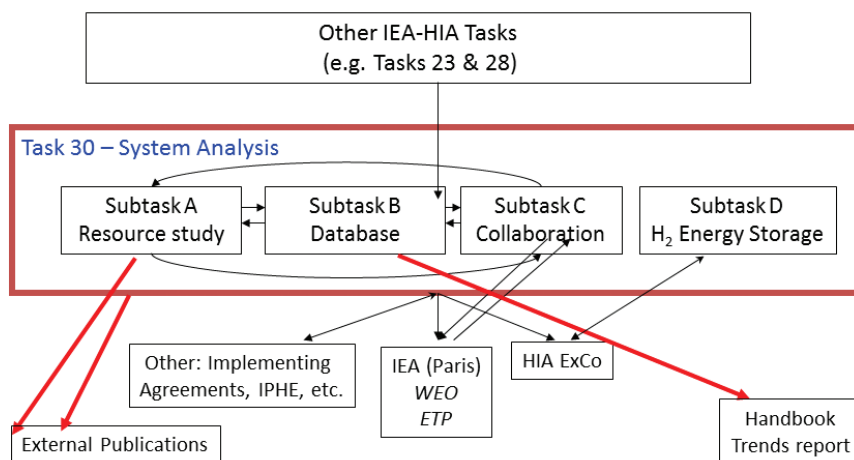 Other IEA-HIA Tasks
(e.g. Tasks 23 & 28)
Task 30 – System Analysis
Subtask A
Resource study
Subtask B
Database
Subtask C
Collaboration
Subtask D
H₂ Energy Storage
Other: Implementing
Agreements, IPHE, etc.
IEA (Paris)
WEO
ETP
HIA ExCo
External Publications
Handbook
Trends report